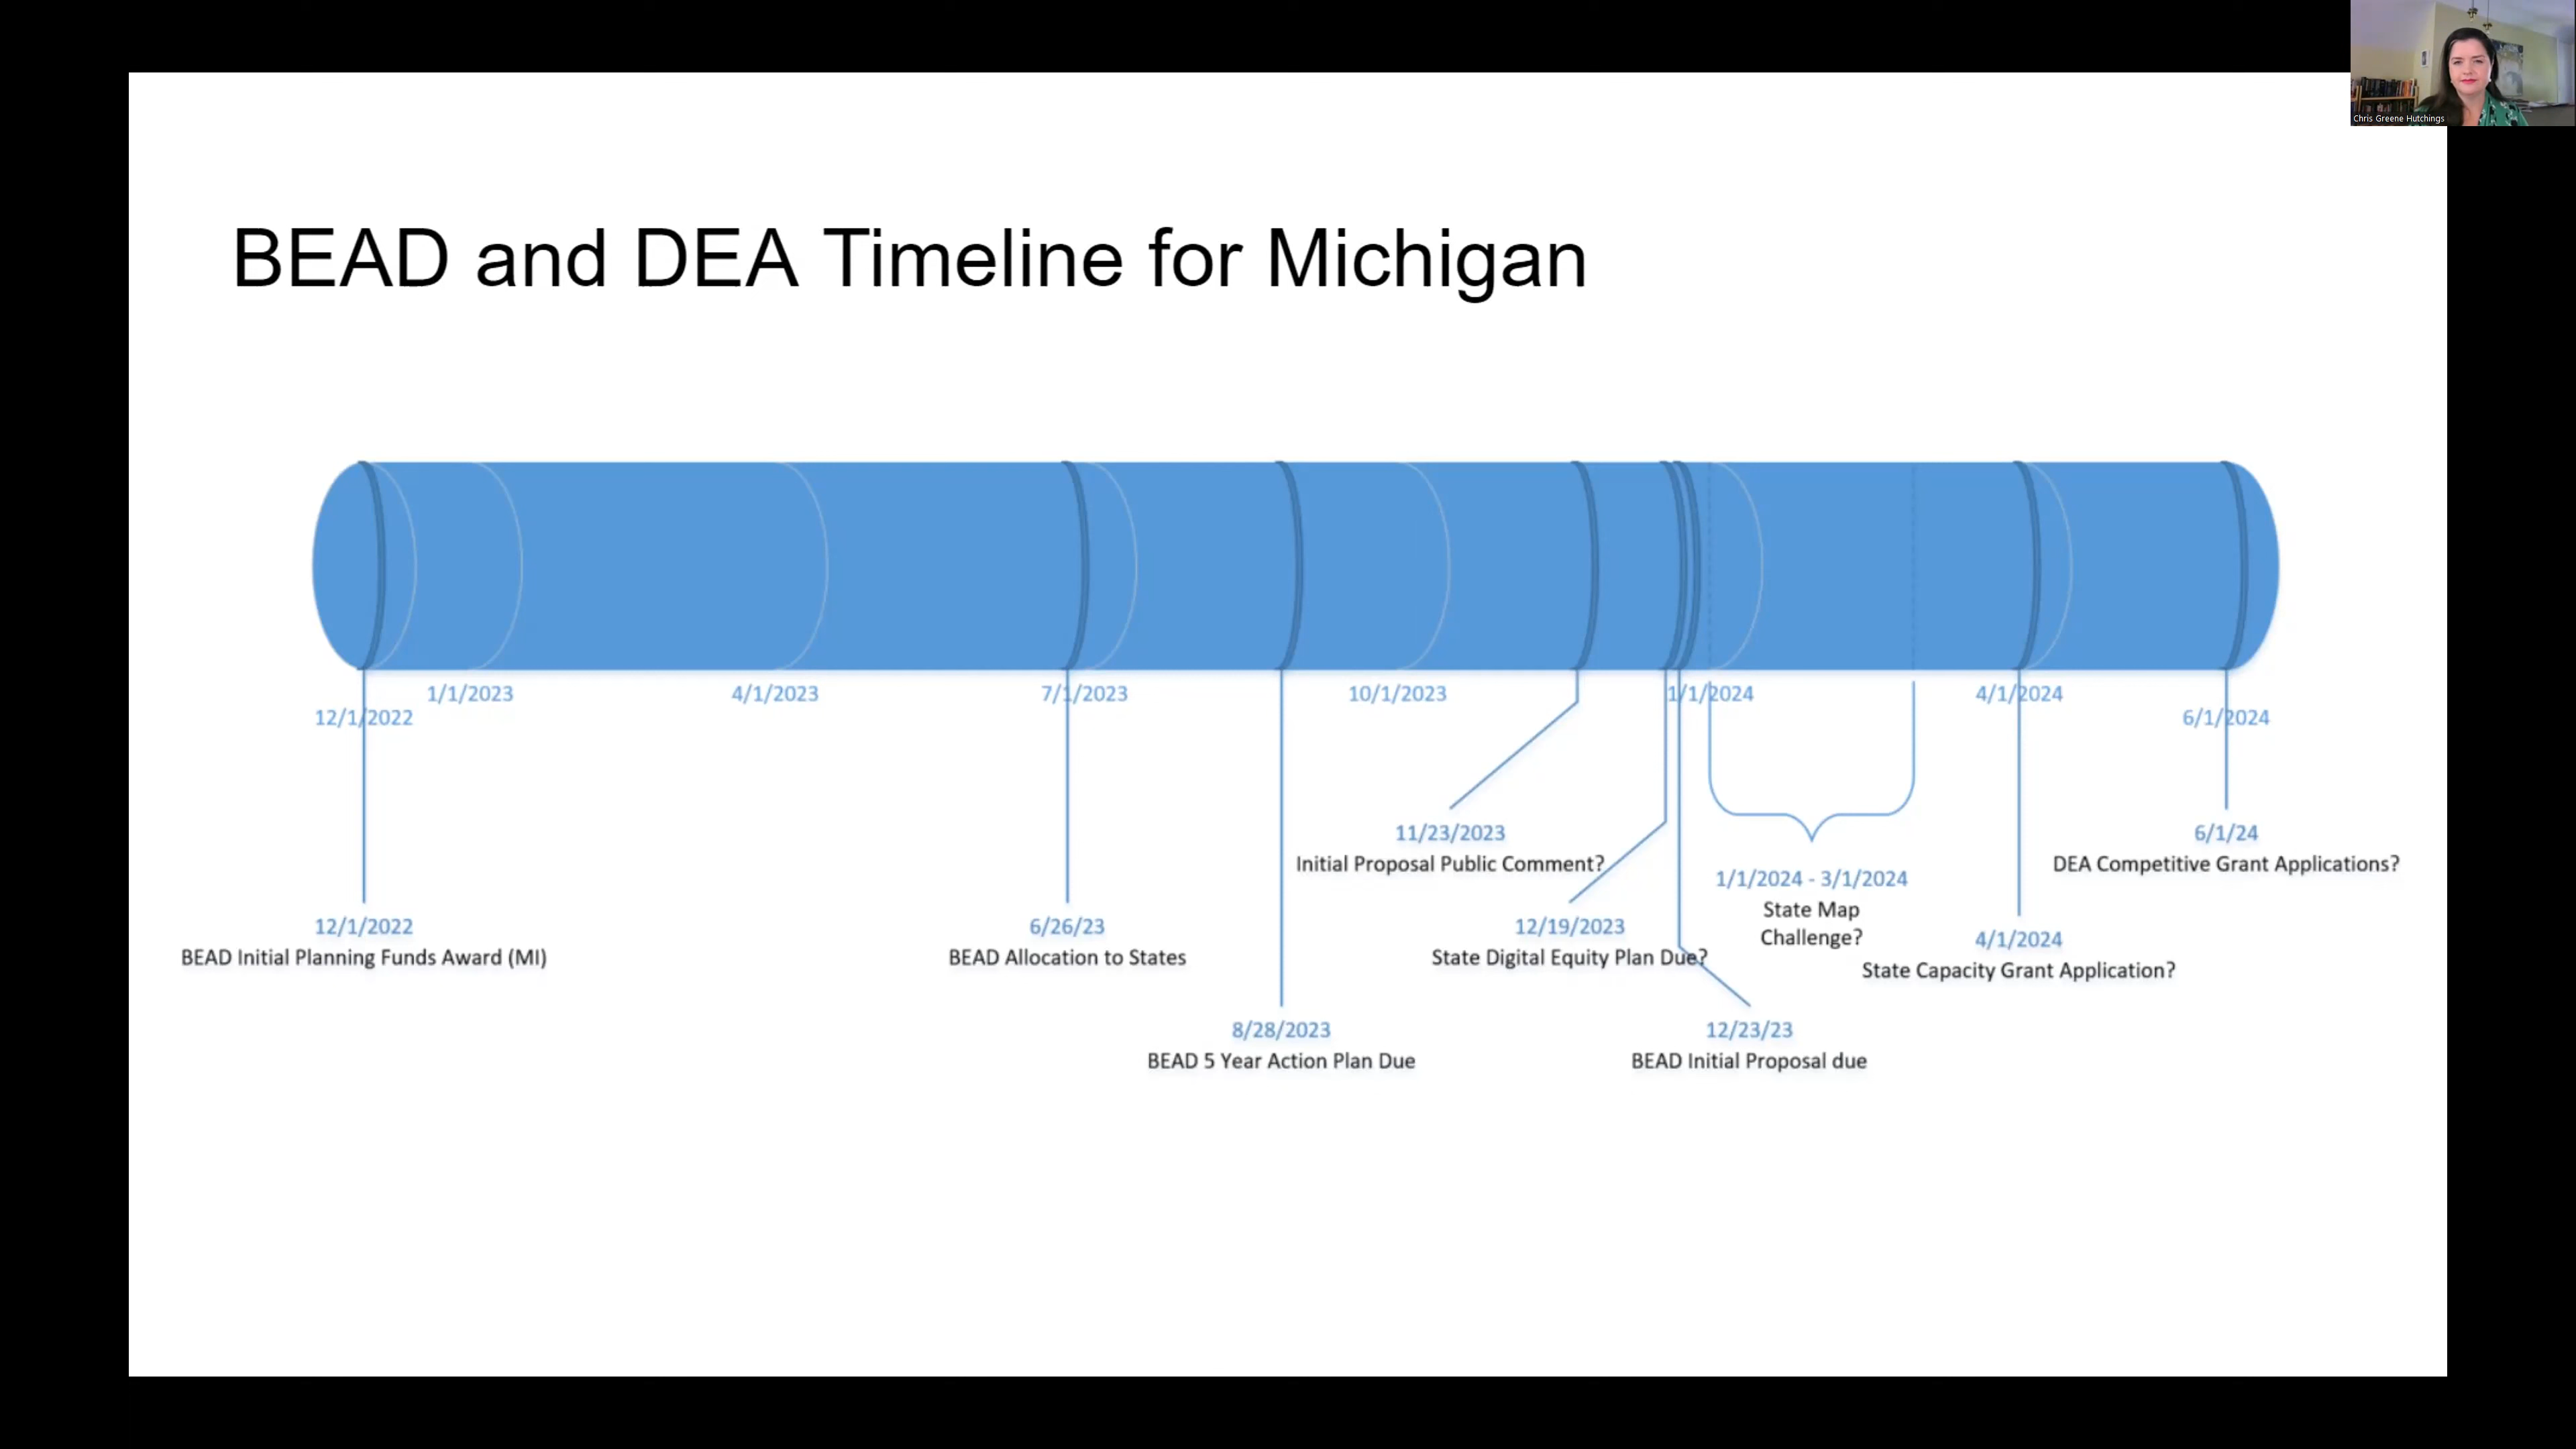 Chris Greene Hutchings
BEAD and DEA Timeline for Michigan
1/1/2023
4/1/2023
7/1/2023
10/1/2023
1/1/2024
4/1/2024
12/1/2022
6/1/2024
12/1/2022
BEAD Initial Planning Funds Award (MI)
6/26/23
BEAD Allocation to States
8/28/2023
BEAD 5 Year Action Plan Due
11/23/2023
Initial Proposal Public Comment?
12/19/2023
State Digital Equity Plan Due?
12/23/23
BEAD Initial Proposal due
1/1/2024 - 3/1/2024
State Map
Challenge?
4/1/2024
State Capacity Grant Application?
6/1/24
DEA Competitive Grant Applications?